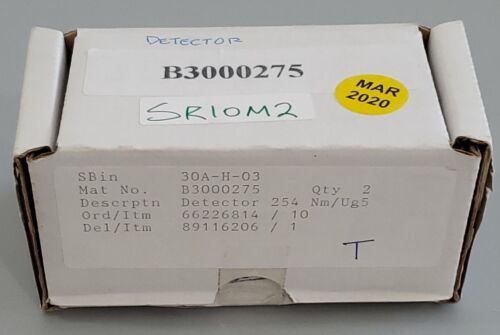 DETECTOR
B3000275
MAR
2020
SR10M2
SBin 30A-H-03
Mat No. B3000275 Qty 2
Descrptn Detector 254 Nm/Ug5
Ord/Itm 66226814 / 10
Del/Itm 89116206 / 1
T